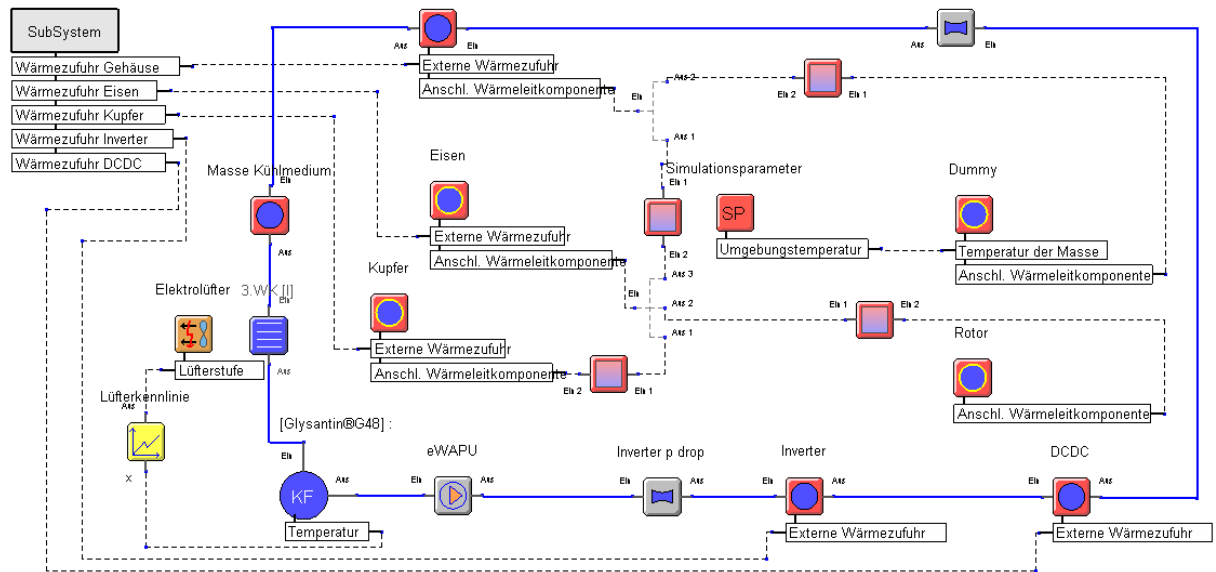 SubSystem
Wärmezufuhr Gehäuse
Wärmezufuhr Eisen
Wärmezufuhr Kupfer
Wärmezufuhr Inverter
Wärmezufuhr DCDC
Aus
Ein
Externe Wärmezufuhr
Anschl. Wärmeleitkomponente
Aus
Ein
Ein
Aus 2
Aus 1
Ein 2
Ein 1
Masse Kühlmedium
Ein
Aus
Eisen
Externe Wärmezufuhr
Anschl. Wärmeleitkomponente
Ein 1
Ein 2
Simulationsparameter
SP
Umgebungstemperatur
Dummy
Temperatur der Masse
Anschl. Wärmeleitkomponente
Kupfer
Externe Wärmezufuhr
Anschl. Wärmeleitkomponente
Ein 2
Ein 1
Ein
Aus 3
Aus 2
Aus 1
Ein 1
Ein 2
Rotor
Anschl. Wärmeleitkomponente
Elektrolüfter
3.WK [I]
Ein
Aus
Lüfterstufe
Lüfterkennlinie
Aus
x
[Glysantin®G48] :
Ein
KF
Aus
Temperatur
eWAPU
Ein
Aus
Inverter p drop
Ein
Aus
Inverter
Ein
Aus
Externe Wärmezufuhr
DCDC
Ein
Aus
Externe Wärmezufuhr